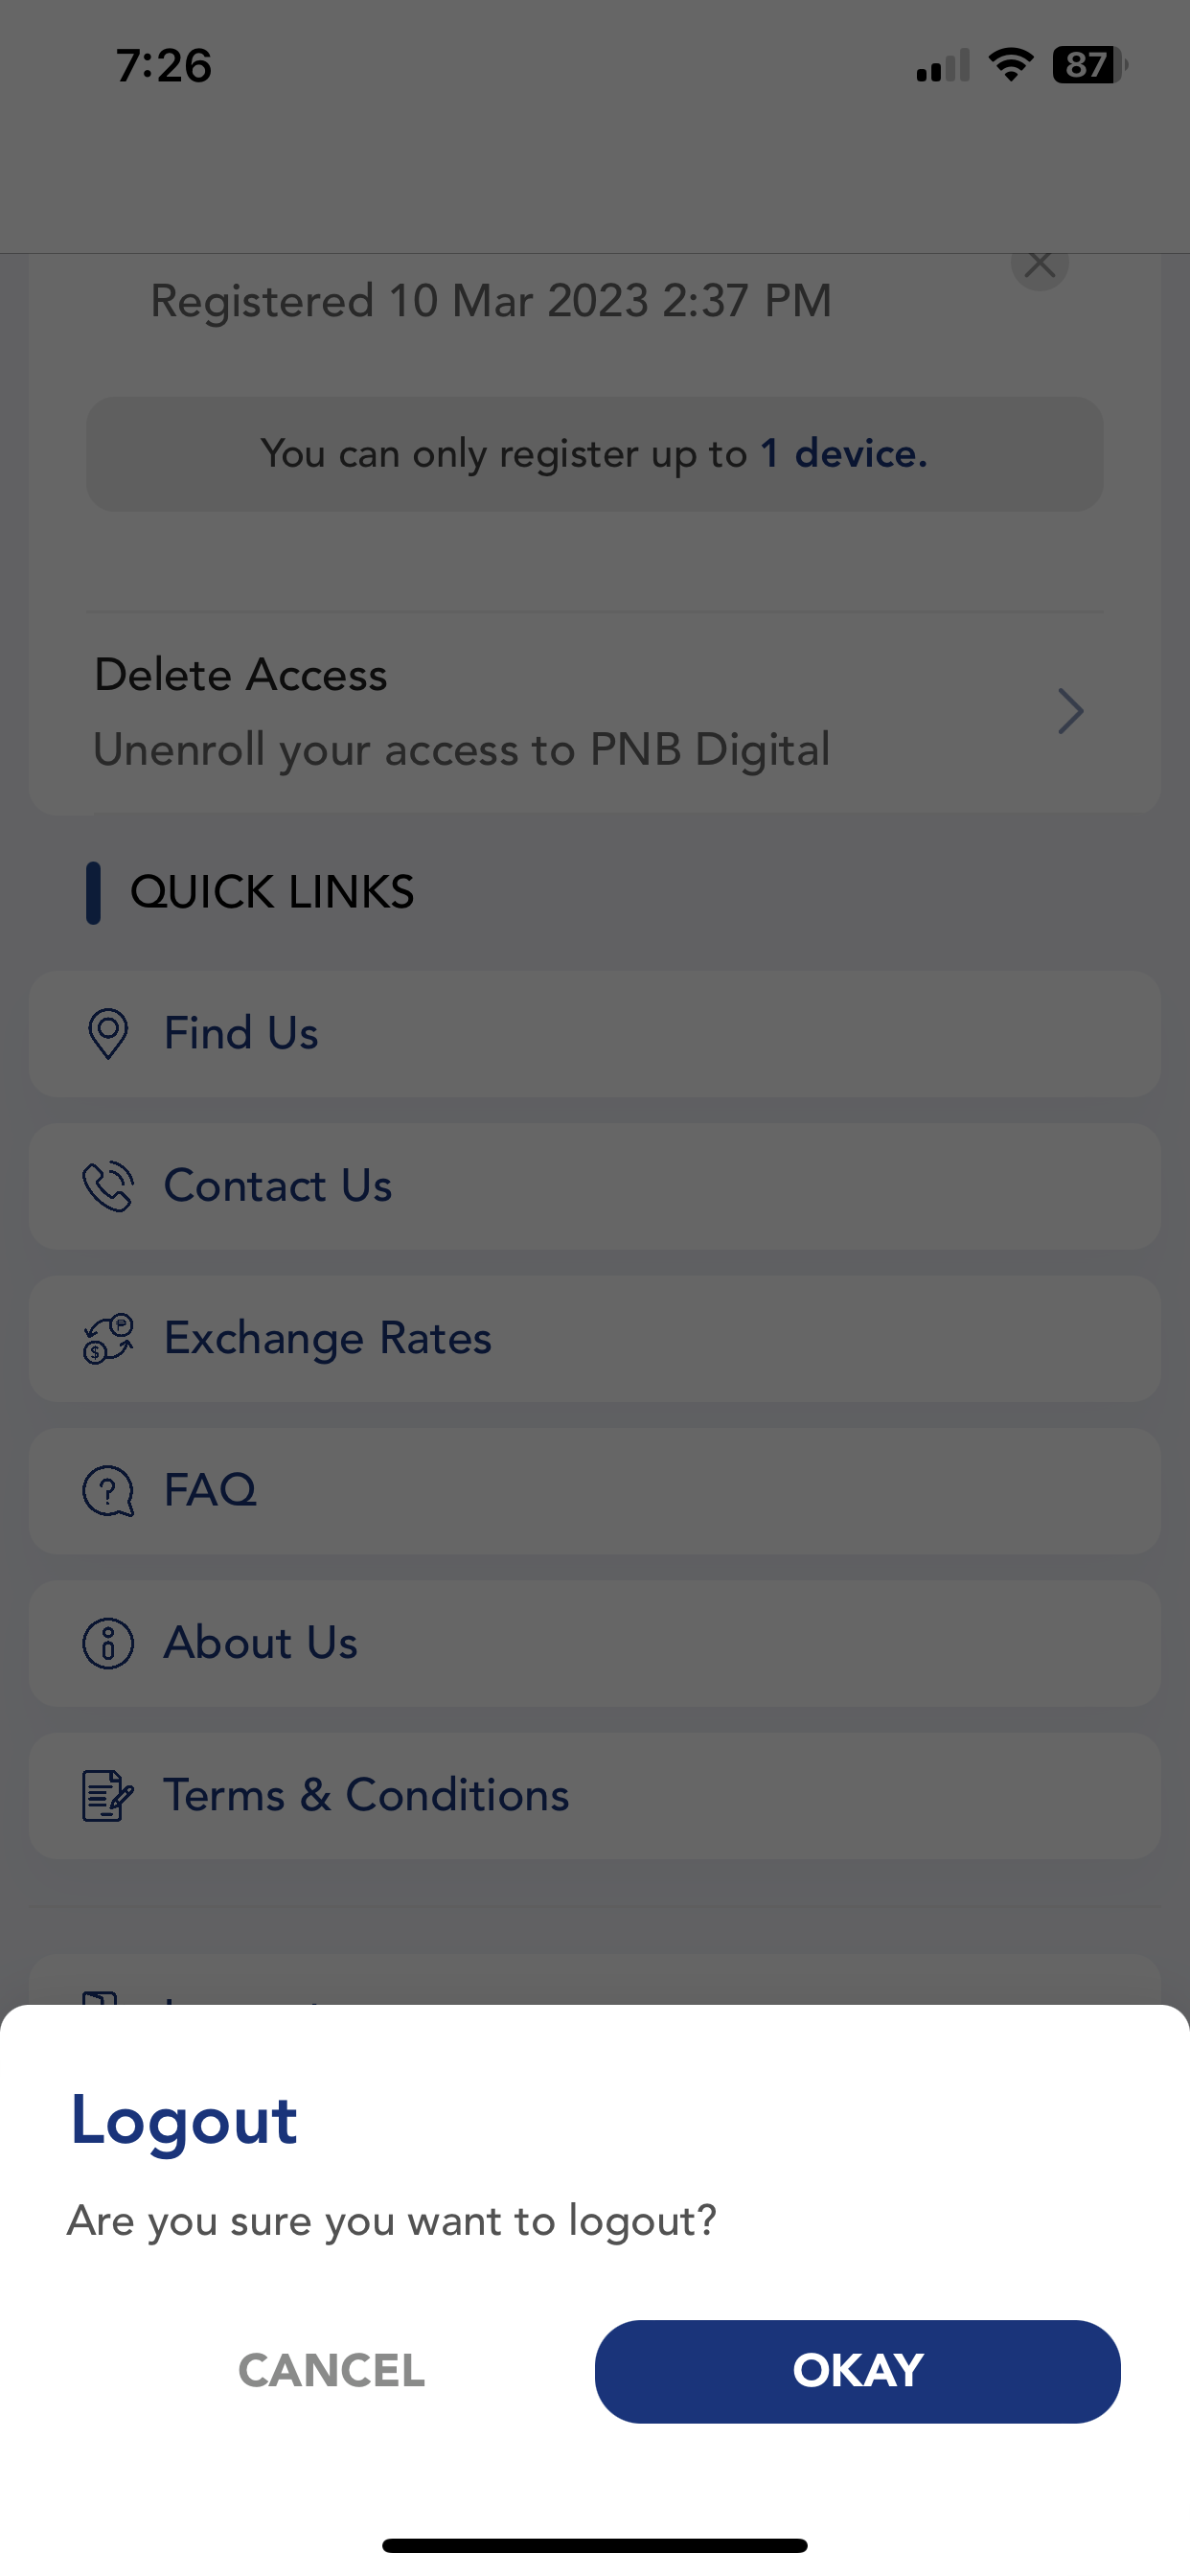 7:26
87
Registered 10 Mar 2023 2:37 PM
You can only register up to 1 device.
Delete Access
Unenroll your access to PNB Digital
QUICK LINKS
Find Us
Contact Us
Exchange Rates
FAQ
About Us
Terms & Conditions
Logout
Are you sure you want to logout?
CANCEL
OKAY